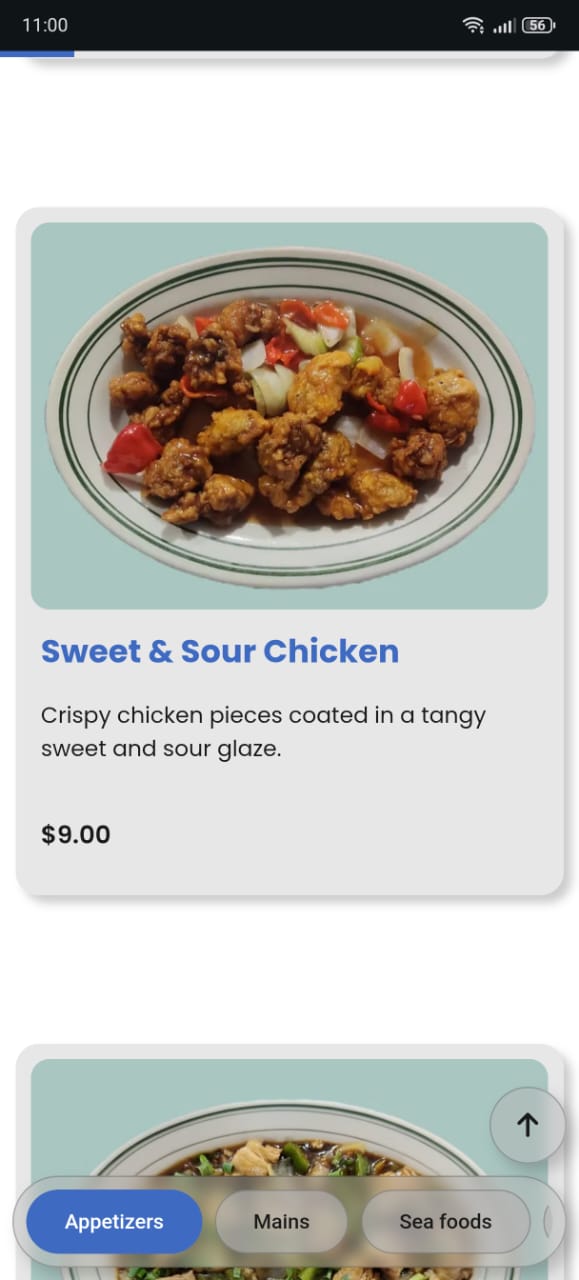 11:00
56
Sweet & Sour Chicken
Crispy chicken pieces coated in a tangy
sweet and sour glaze.
$9.00
Appetizers Mains Sea foods